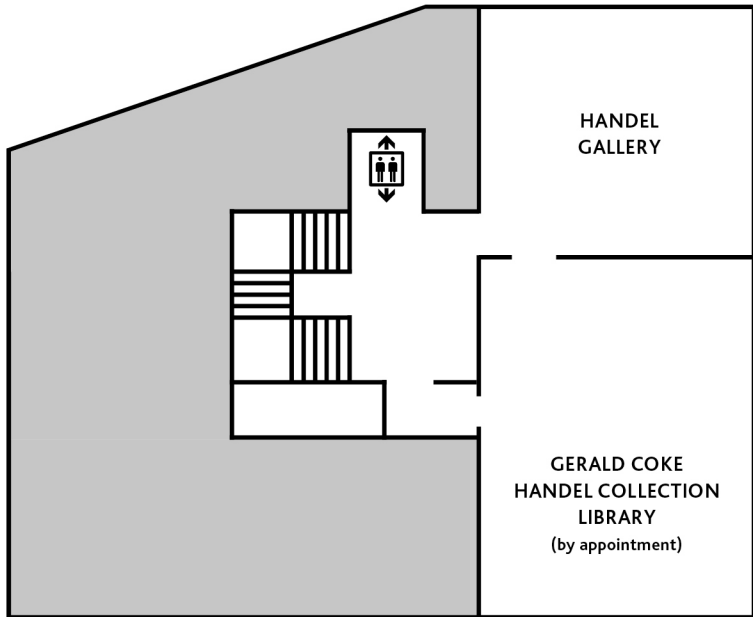 HANDEL
GALLERY
GERALD COKE
HANDEL COLLECTION
LIBRARY
(by appointment)